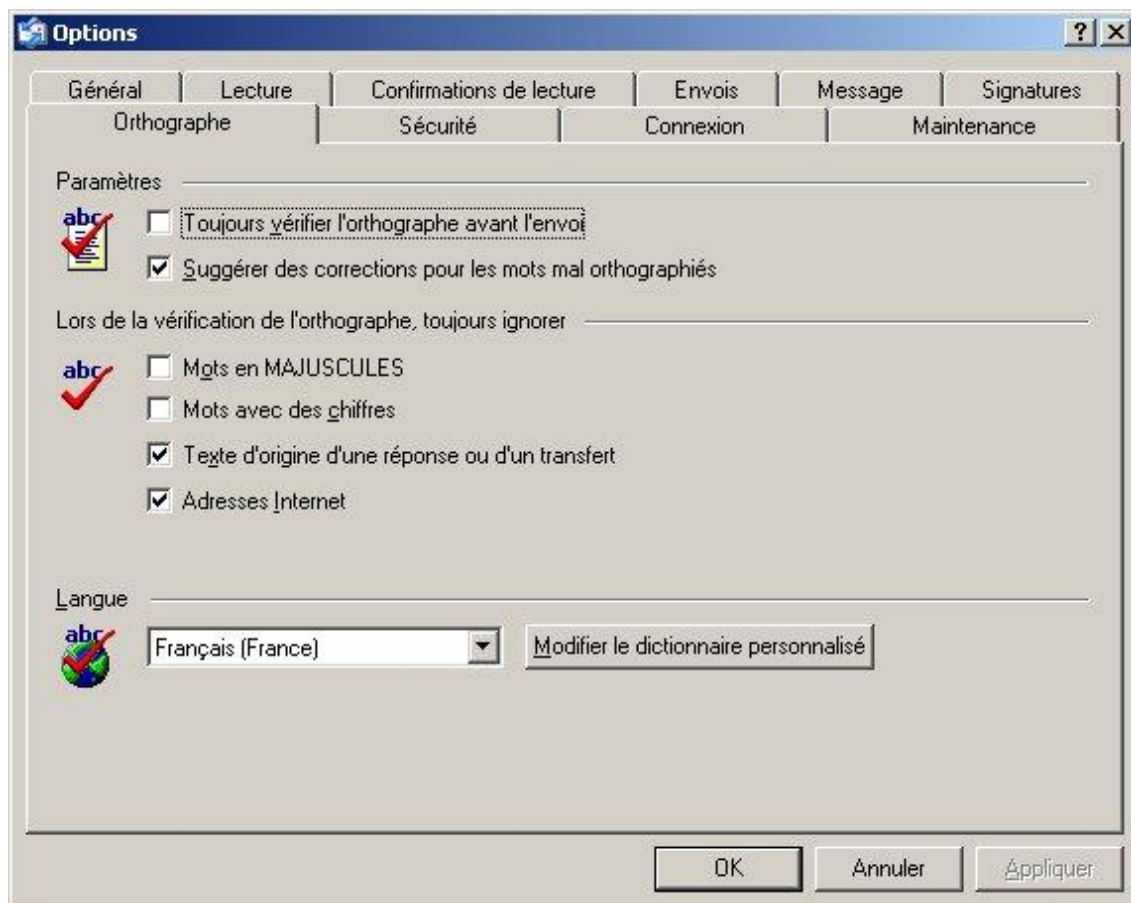 Options
Général Lecture Confirmations de lecture Envois Message Signatures
Orthographe Sécurité Connexion Maintenance
Paramètres
abc Toujours vérifier l'orthographe avant l'envoi
Suggérer des corrections pour les mots mal orthographiés
Lors de la vérification de l'orthographe, toujours ignorer
abc Mots en MAJUSCULES
Mots avec des chiffres
Texte d'origine d'une réponse ou d'un transfert
Adresses Internet
Langue
abc Français (France) Modifier le dictionnaire personnalisé
OK Annuler Appliquer